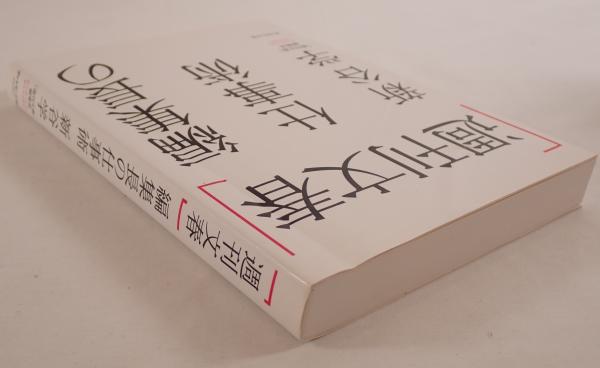 「週刊文春」
編集長の
仕事術
新谷学
「週刊文春」編集長の仕事術 新谷学